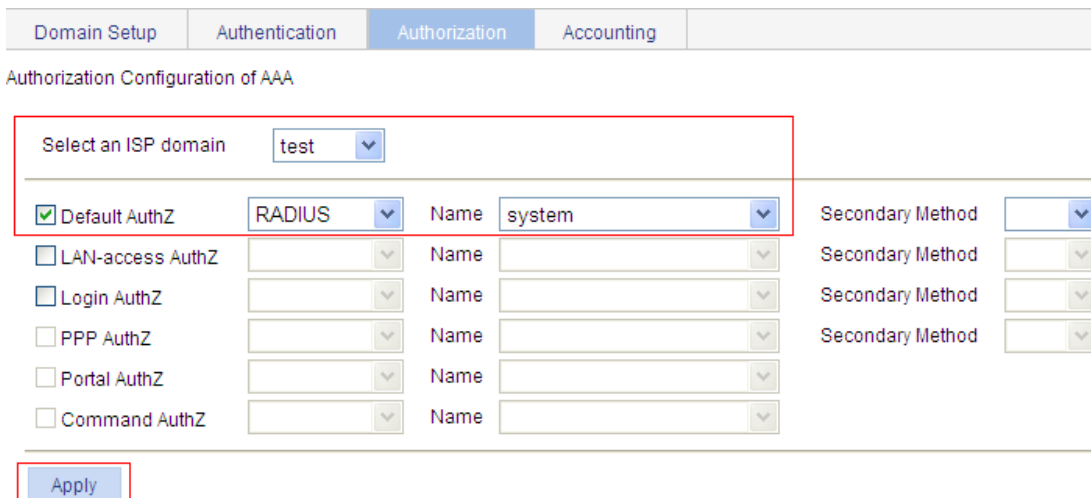 Domain Setup Authentication Authorization Accounting
Authorization Configuration of AAA
Select an ISP domain test
Default AuthZ RADIUS Name system Secondary Method
LAN-access AuthZ Name Secondary Method
Login AuthZ Name Secondary Method
PPP AuthZ Name Secondary Method
Portal AuthZ Name
Command AuthZ Name
Apply